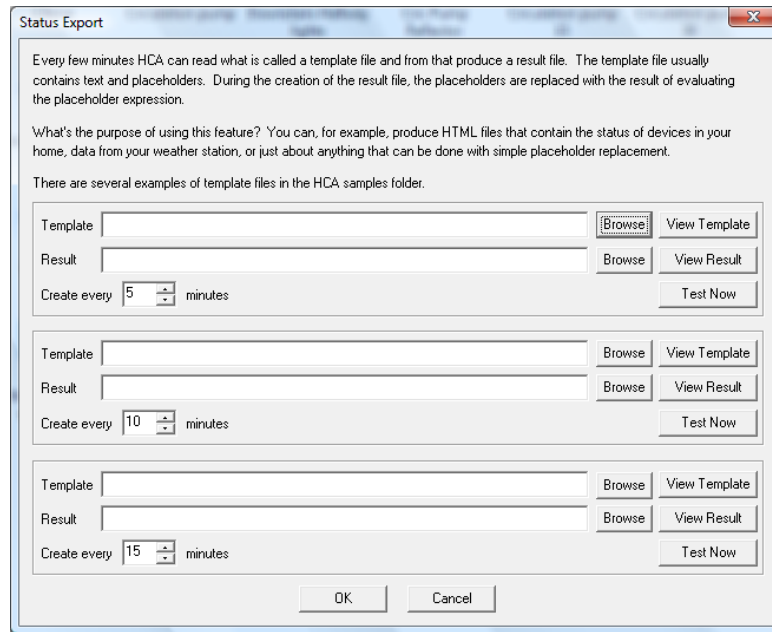 Status Export
Every few minutes HCA can read what is called a template file and from that produce a result file.  The template file usually
contains text and placeholders.  During the creation of the result file, the placeholders are replaced with the result of evaluating
the placeholder expression.
What's the purpose of using this feature?  You can, for example, produce HTML files that contain the status of devices in your
home, data from your weather station, or just about anything that can be done with simple placeholder replacement.
There are several examples of template files in the HCA samples folder.
Template Browse View Template
Result Browse View Result
Create every 5 minutes Test Now
Template Browse View Template
Result Browse View Result
Create every 10 minutes Test Now
Template Browse View Template
Result Browse View Result
Create every 15 minutes Test Now
OK Cancel